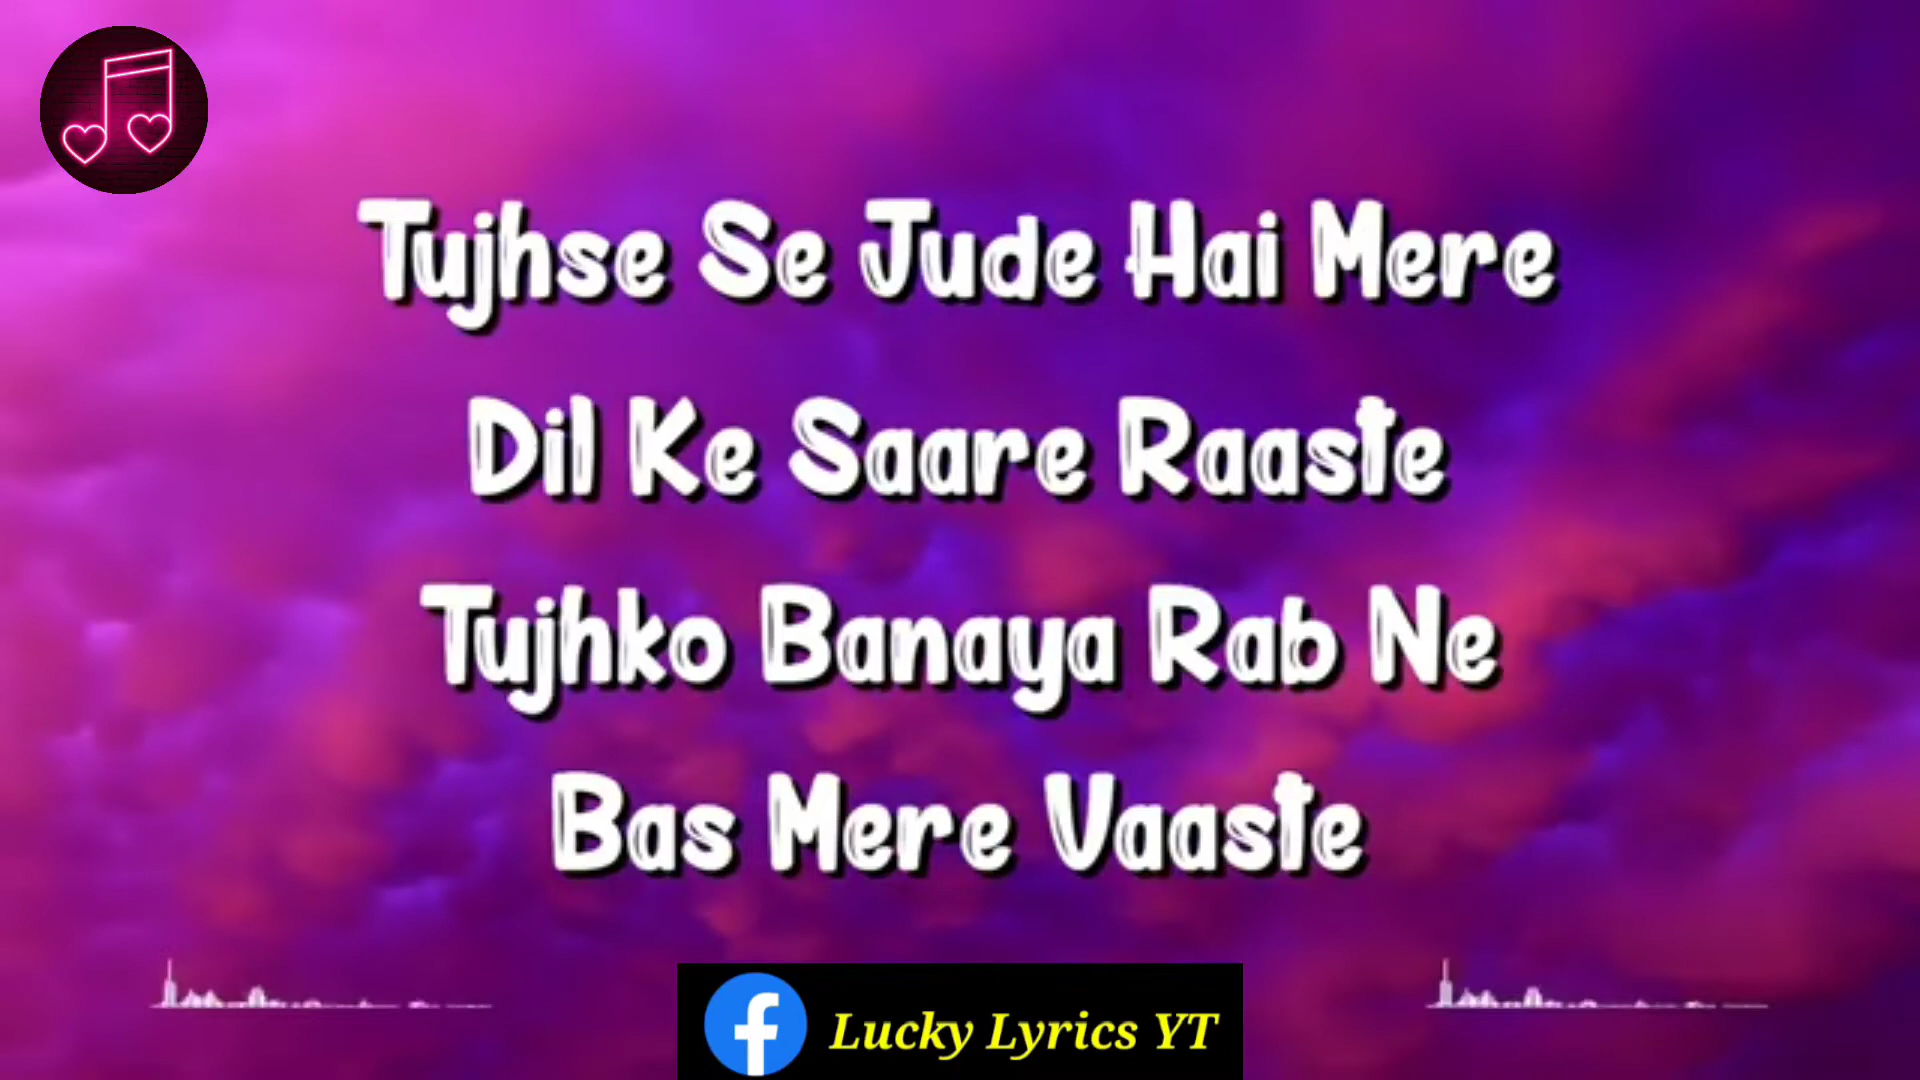 Tujhse Se Jude Hai Mere
Dil Ke Saare Raaste
Tujhko Banaya Rab Ne
Bas Mere Vaaste
Lucky Lyrics YT